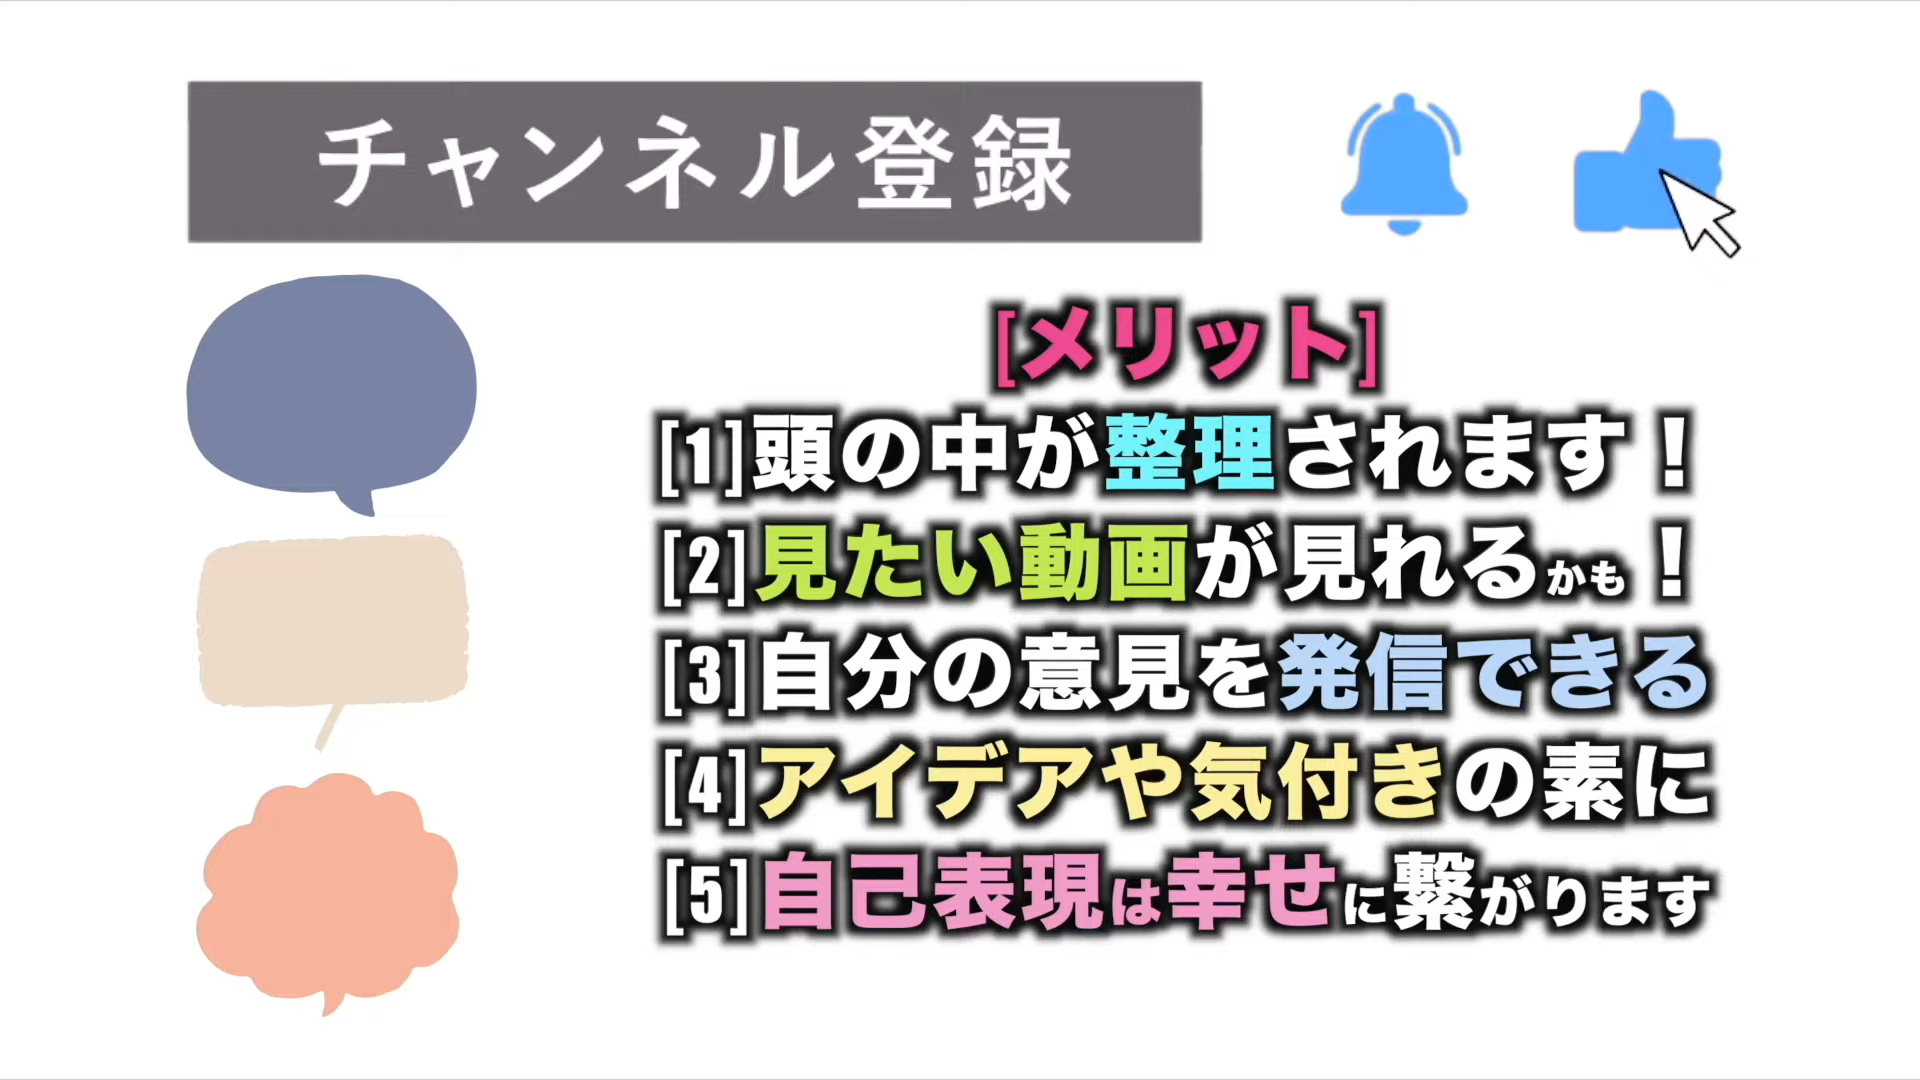 チャンネル登録
[メリット]
[1]頭の中が整理されます！
[2]見たい動画が見れるかも！
[3]自分の意見を発信できる
[4]アイデアや気付きの素に
[5]自己表現は幸せに繋がります